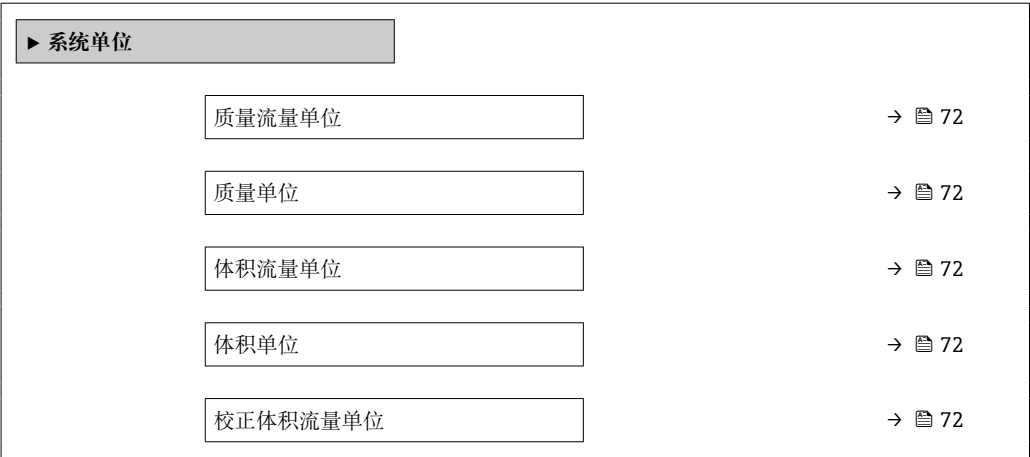 ▶ 系统单位
质量流量单位 → 72
质量单位 → 72
体积流量单位 → 72
体积单位 → 72
校正体积流量单位 → 72